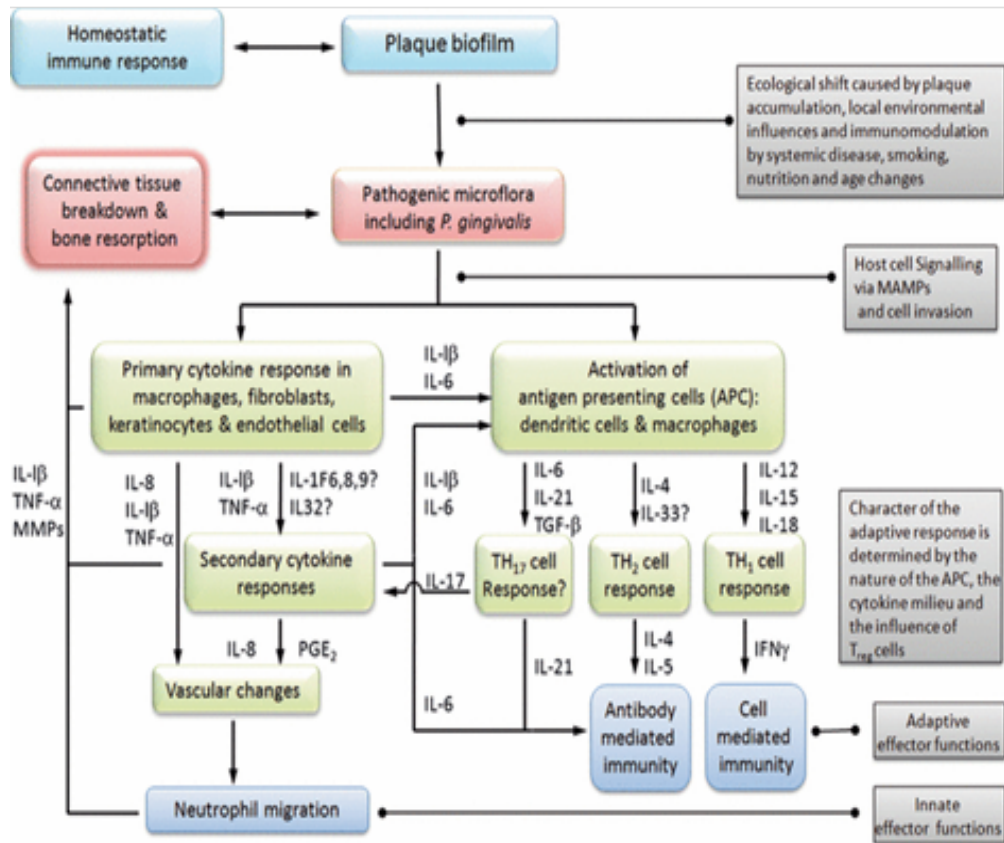 Homeostatic
immune response
Plaque biofilm
Ecological shift caused by plaque
accumulation, local environmental
influences and immunomodulation
by systemic disease, smoking,
nutrition and age changes
Connective tissue
breakdown &
bone resorption
Pathogenic microflora
including P. gingivalis
Host cell Signalling
via MAMPs
and cell invasion
Primary cytokine response in
macrophages, fibroblasts,
keratinocytes & endothelial cells
IL-Iβ
IL-6
Activation of
antigen presenting cells (APC):
dendritic cells & macrophages
IL-Iβ
TNF-α
MMPs
IL-8
IL-Iβ
TNF-α
IL-Iβ
TNF-α
IL-1F6,8,9?
IL32?
IL-Iβ
IL-6
IL-6
IL-21
TGF-β
IL-4
IL-33?
IL-12
IL-15
IL-18
Character of the
adaptive response is
determined by the
nature of the APC, the
cytokine milieu and
the influence of
Treg cells
Secondary cytokine
responses
IL-17
TH17 cell
Response?
TH2 cell
response
TH1 cell
response
IL-8
PGE2
IL-21
IL-4
IL-5
IFNγ
Vascular changes
IL-6
Antibody
mediated
immunity
Cell
mediated
immunity
Adaptive
effector functions
Neutrophil migration
Innate
effector functions